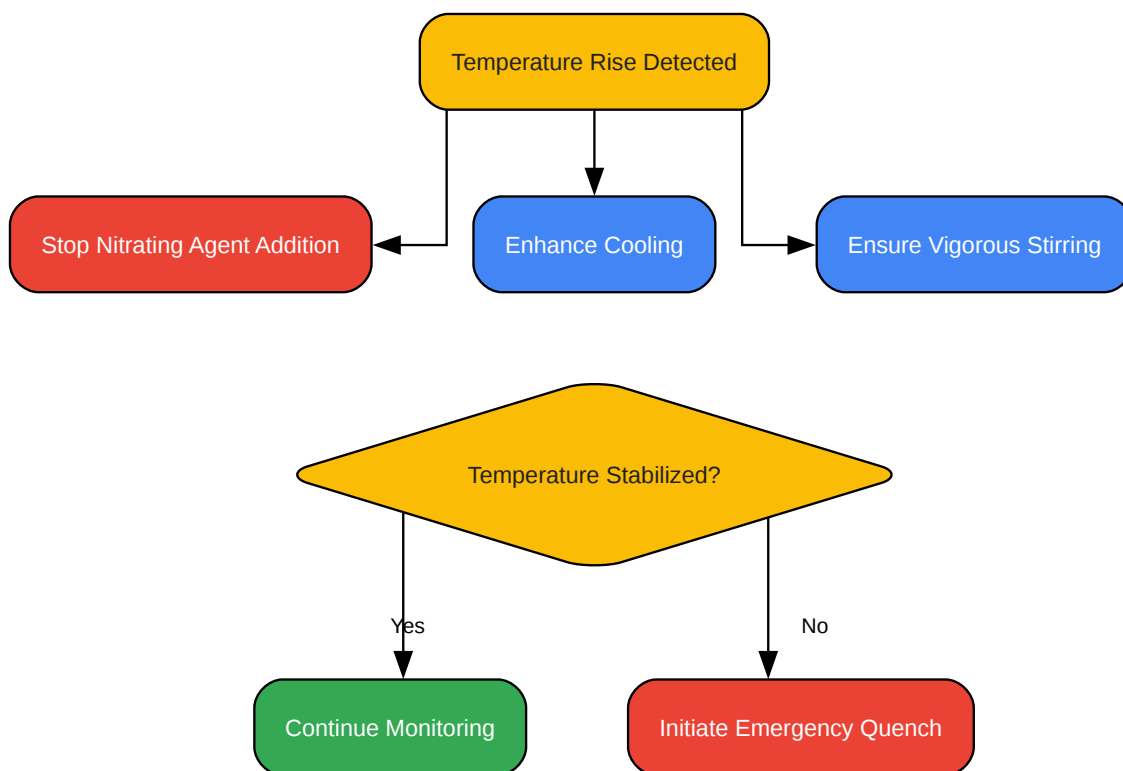 Temperature Rise Detected
Stop Nitrating Agent Addition
Enhance Cooling
Ensure Vigorous Stirring
Temperature Stabilized?
Yes
No
Continue Monitoring
Initiate Emergency Quench